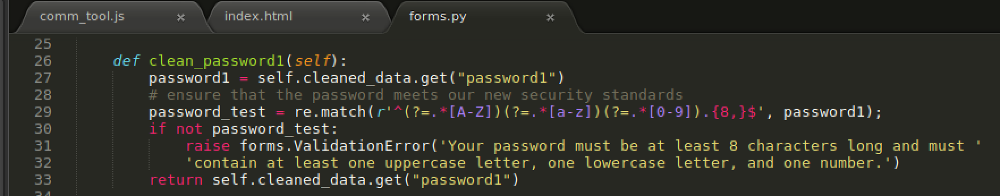 comm_tool.js × index.html × forms.py ×
25
26 def clean_password1(self):
27 password1 = self.cleaned_data.get("password1")
28 # ensure that the password meets our new security standards
29 password_test = re.match(r'^(?=.*[A-Z])(?=.*[a-z])(?=.*[0-9]).{8,}$', password1);
30 if not password_test:
31 raise forms.ValidationError('Your password must be at least 8 characters long and must '
32 'contain at least one uppercase letter, one lowercase letter, and one number.')
33 return self.cleaned_data.get("password1")
34